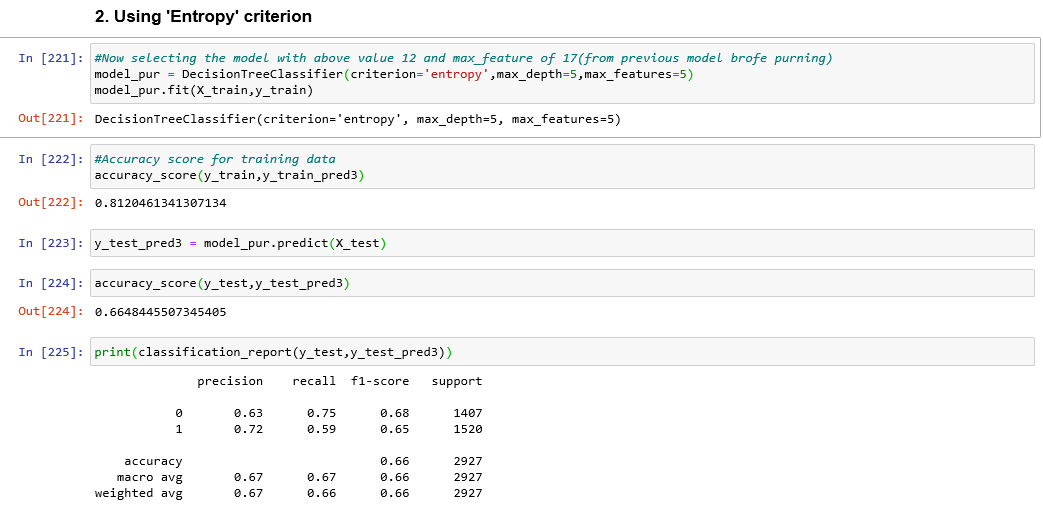 2. Using 'Entropy' criterion
In [221]: #Now selecting the model with above value 12 and max_feature of 17(from previous model brofe purning)
model_pur = DecisionTreeClassifier(criterion='entropy',max_depth=5,max_features=5)
model_pur.fit(X_train,y_train)
Out[221]: DecisionTreeClassifier(criterion='entropy', max_depth=5, max_features=5)
In [222]: #Accuracy score for training data
accuracy_score(y_train,y_train_pred3)
Out[222]: 0.8120461341307134
In [223]: y_test_pred3 = model_pur.predict(X_test)
In [224]: accuracy_score(y_test,y_test_pred3)
Out[224]: 0.6648445507345405
In [225]: print(classification_report(y_test,y_test_pred3))
precision recall f1-score support
0 0.63 0.75 0.68 1407
1 0.72 0.59 0.65 1520
accuracy 0.66 2927
macro avg 0.67 0.67 0.66 2927
weighted avg 0.67 0.66 0.66 2927